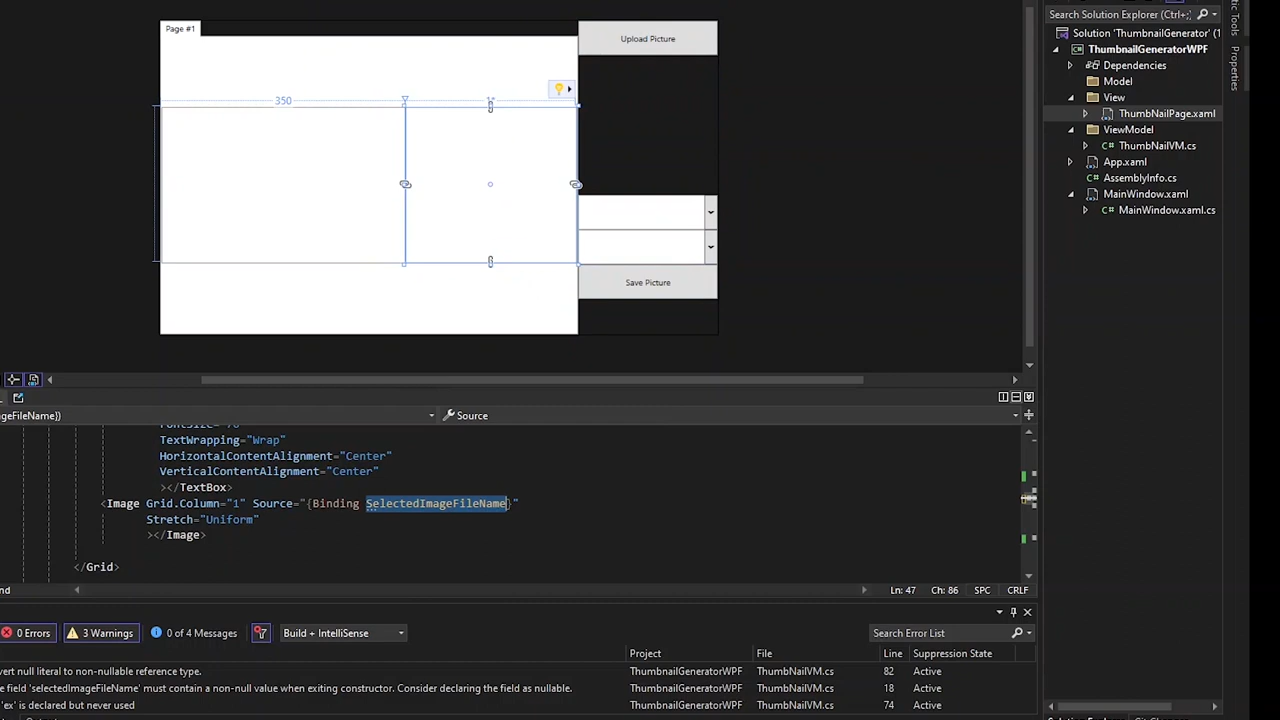 Page #1
Upload Picture
350
Save Picture
Search Solution Explorer (Ctrl+;)
Solution 'ThumbnailGenerator' (1
ThumbnailGeneratorWPF
Dependencies
Model
View
ThumbNailPage.xaml
ViewModel
ThumbNailVM.cs
App.xaml
AssemblyInfo.cs
MainWindow.xaml
MainWindow.xaml.cs
Properties
Source
TextWrapping="Wrap"
HorizontalContentAlignment="Center"
VerticalContentAlignment="Center"
></TextBox>
<Image Grid.Column="1" Source="{Binding SelectedImageFileName}"
Stretch="Uniform"
></Image>
</Grid>
Ln: 47 Ch: 86 SPC CRLF
0 Errors 3 Warnings 0 of 4 Messages Build + IntelliSense Search Error List
Project File Line Suppression State
vert null literal to non-nullable reference type. ThumbnailGeneratorWPF ThumbNailVM.cs 82 Active
e field 'selectedImageFileName' must contain a non-null value when exiting constructor. Consider declaring the field as nullable. ThumbnailGeneratorWPF ThumbNailVM.cs 18 Active
'ex' is declared but never used ThumbnailGeneratorWPF ThumbNailVM.cs 74 Active